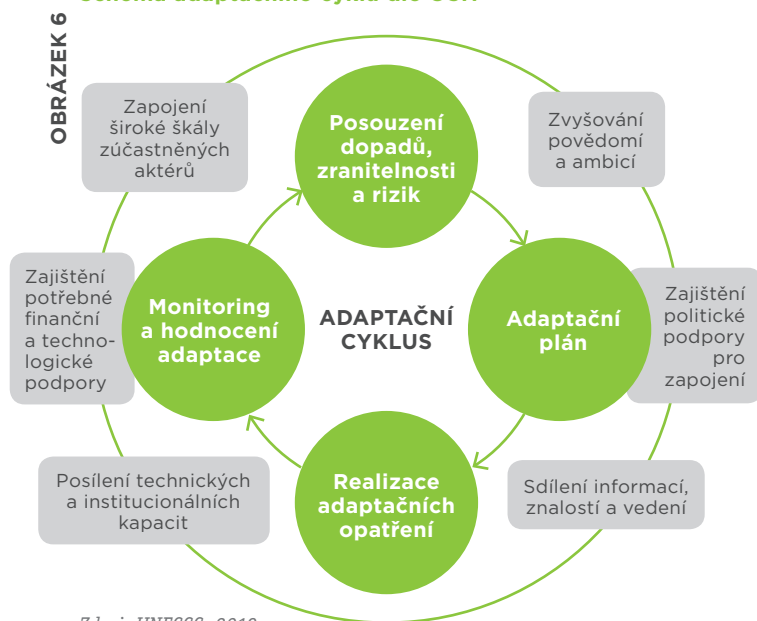 OBRÁZEK 6
Zapojení
široké škály
zúčastněných
aktérů
Posouzení
dopadů,
zranitelnosti
a rizik
Zvyšování
povědomí
a ambicí
Zajištění
potřebné
finanční
a techno-
logické
podpory
Monitoring
a hodnocení
adaptace
ADAPTAČNÍ
CYKLUS
Adaptační
plán
Zajištění
politické
podpory
pro
zapojení
Posílení technických
a institucionálních
kapacit
Realizace
adaptačních
opatření
Sdílení informací,
znalostí a vedení